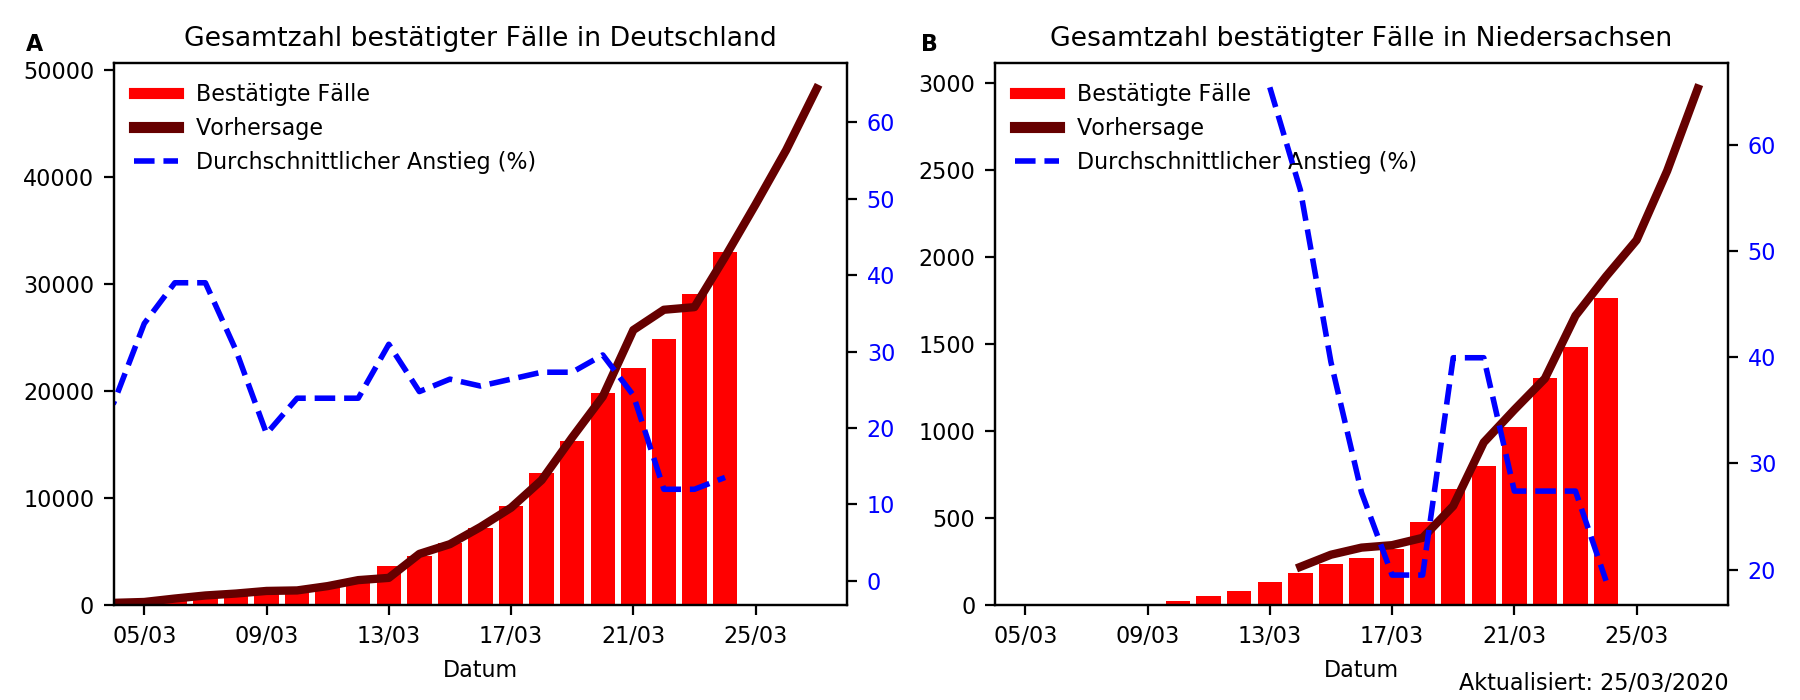 A
Gesamtzahl bestätigter Fälle in Deutschland
50000
40000
30000
20000
10000
0
Bestätigte Fälle
Vorhersage
Durchschnittlicher Anstieg (%)
60
50
40
30
20
10
0
05/03 09/03 13/03 17/03 21/03 25/03
Datum
B
Gesamtzahl bestätigter Fälle in Niedersachsen
3000
2500
2000
1500
1000
500
0
Bestätigte Fälle
Vorhersage
Durchschnittlicher Anstieg (%)
60
50
40
30
20
05/03 09/03 13/03 17/03 21/03 25/03
Datum
Aktualisiert: 25/03/2020